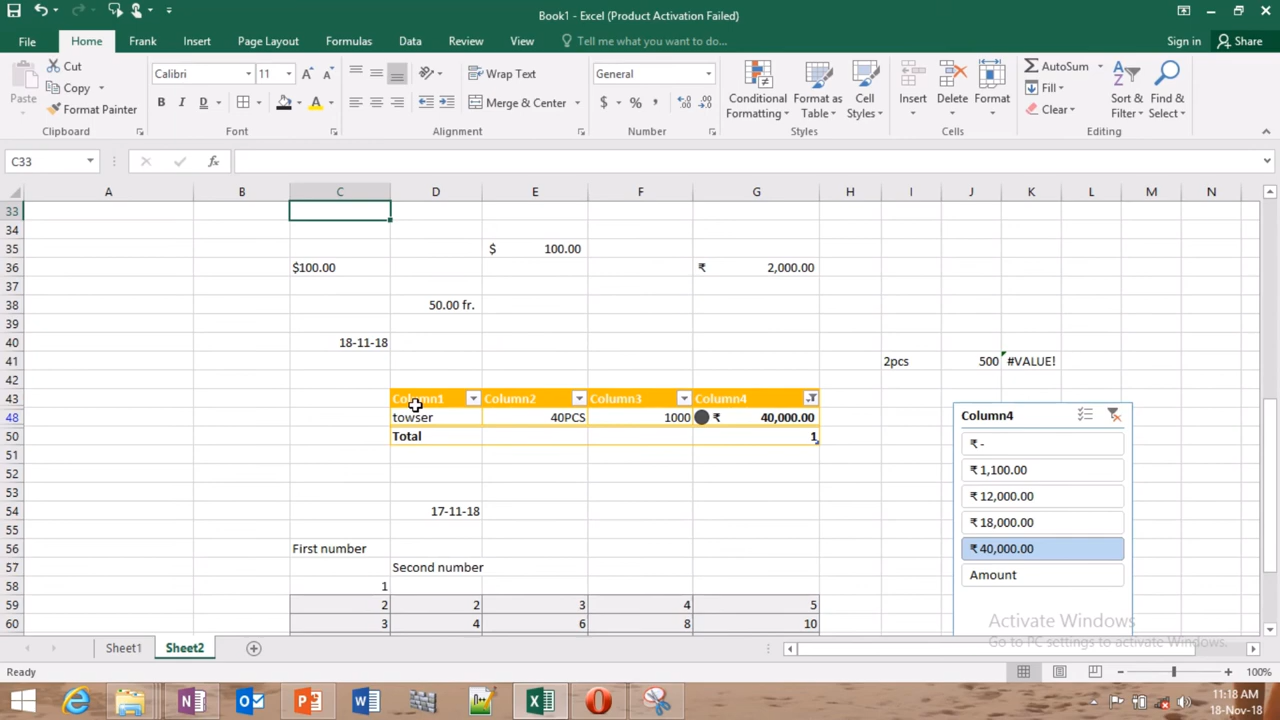 Book1 - Excel (Product Activation Failed)
File Home Frank Insert Page Layout Formulas Data Review View Tell me what you want to do... Sign in Share
Paste Cut Copy Format Painter Clipboard
Calibri 11 B I D A A A Font
Wrap Text Merge & Center Alignment
General $ % , Number
Conditional Formatting Format as Table Cell Styles Styles
Insert Delete Format Cells
AutoSum Fill Clear Sort & Filter Find & Select Editing
C33 fx
A B C D E F G H I J K L M N
33
34
35 $ 100.00
36 $100.00 ₹ 2,000.00
37
38 50.00 fr.
39
40 18-11-18
41 2pcs 500 #VALUE!
42
43 Column1 Column2 Column3 Column4
48 towser 40PCS 1000 ₹ 40,000.00
50 Total 1
51
52
53
54 17-11-18
55
56 First number
57 Second number
58 1
59 2 2 3 4 5
60 3 4 6 8 10
Column4
₹ -
₹ 1,100.00
₹ 12,000.00
₹ 18,000.00
₹ 40,000.00
Amount
Activate Windows
Go to PC settings to activate Windows.
Sheet1 Sheet2
Ready 100%
11:18 AM
18-Nov-18